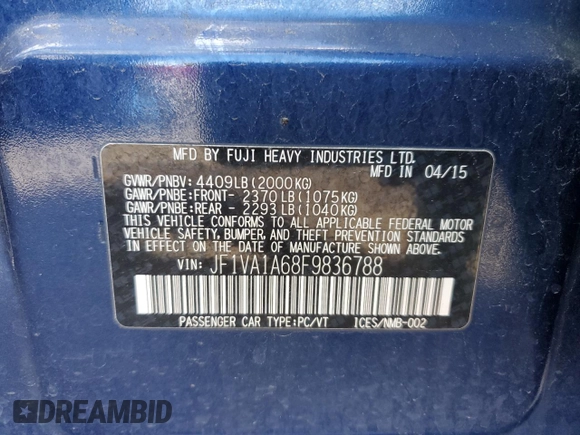 MFD BY FUJI HEAVY INDUSTRIES LTD.
MFD IN 04/15
GVWR/PNBV: 4409LB(2000KG)
GAWR/PNBE:FRONT- 2370LB(1075KG)
GAWR/PNBE:REAR - 2293LB(1040KG)
THIS VEHICLE CONFORMS TO ALL APPLICABLE FEDERAL MOTOR
VEHICLE SAFETY, BUMPER, AND THEFT PREVENTION STANDARDS
IN EFFECT ON THE DATE OF MANUFACTURE SHOWN ABOVE.
VIN: JF1VA1A68F9836788
PASSENGER CAR TYPE:PC/VT ICES/NMB-002
DREAMBID